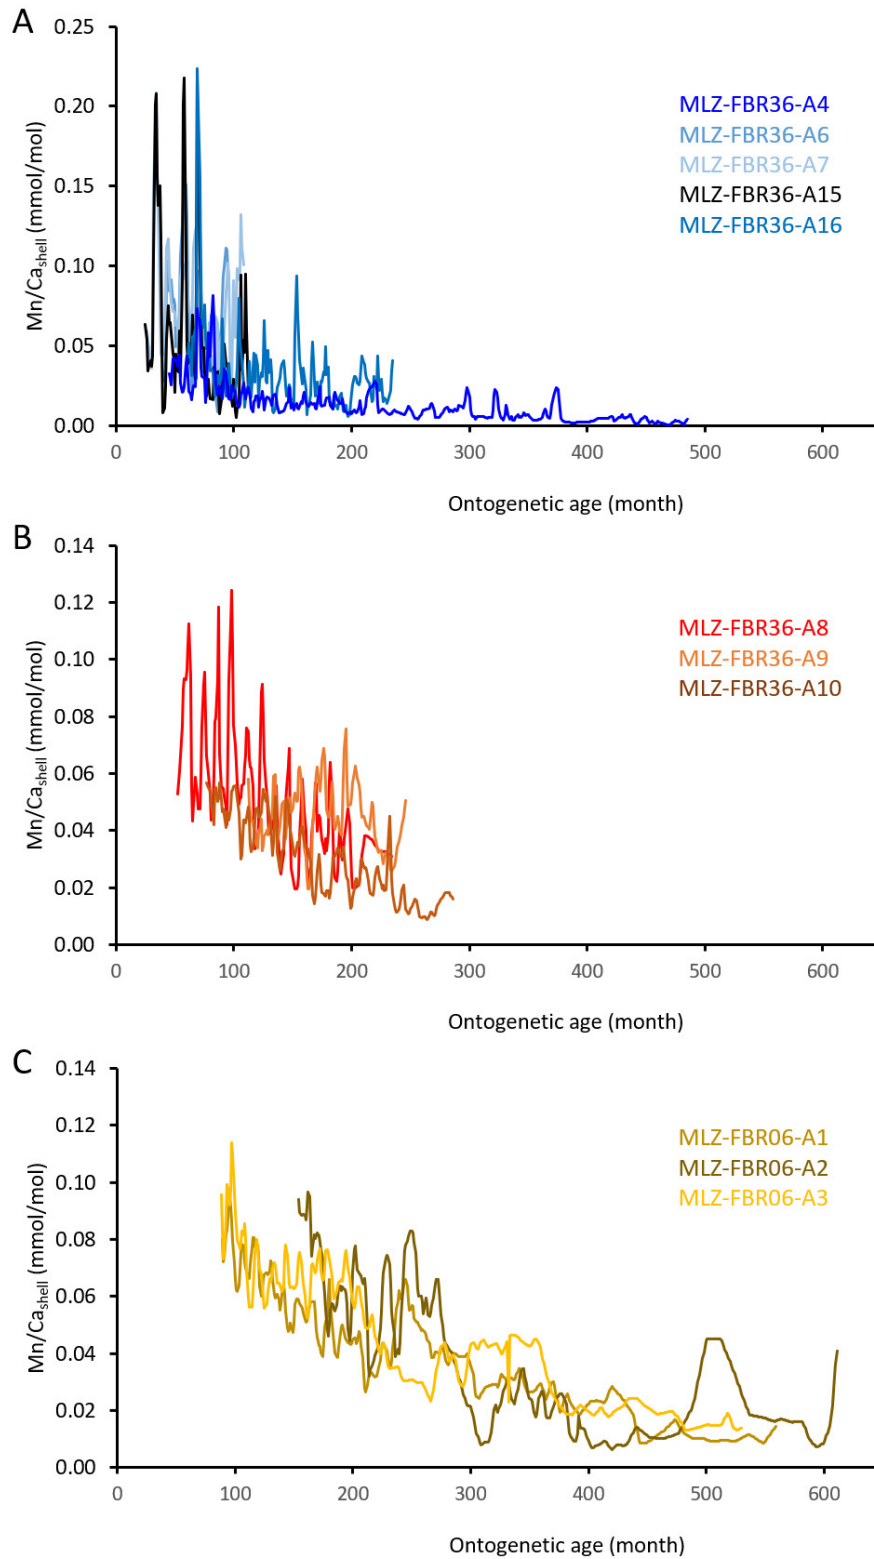 A
0.25
0.20
0.15
0.10
0.05
0.00
Mn/Ca_shell (mmol/mol)
MLZ-FBR36-A4
MLZ-FBR36-A6
MLZ-FBR36-A7
MLZ-FBR36-A15
MLZ-FBR36-A16
0 100 200 300 400 500 600
Ontogenetic age (month)
B
0.14
0.12
0.10
0.08
0.06
0.04
0.02
0.00
Mn/Ca_shell (mmol/mol)
MLZ-FBR36-A8
MLZ-FBR36-A9
MLZ-FBR36-A10
0 100 200 300 400 500 600
Ontogenetic age (month)
C
0.14
0.12
0.10
0.08
0.06
0.04
0.02
0.00
Mn/Ca_shell (mmol/mol)
MLZ-FBR06-A1
MLZ-FBR06-A2
MLZ-FBR06-A3
0 100 200 300 400 500 600
Ontogenetic age (month)